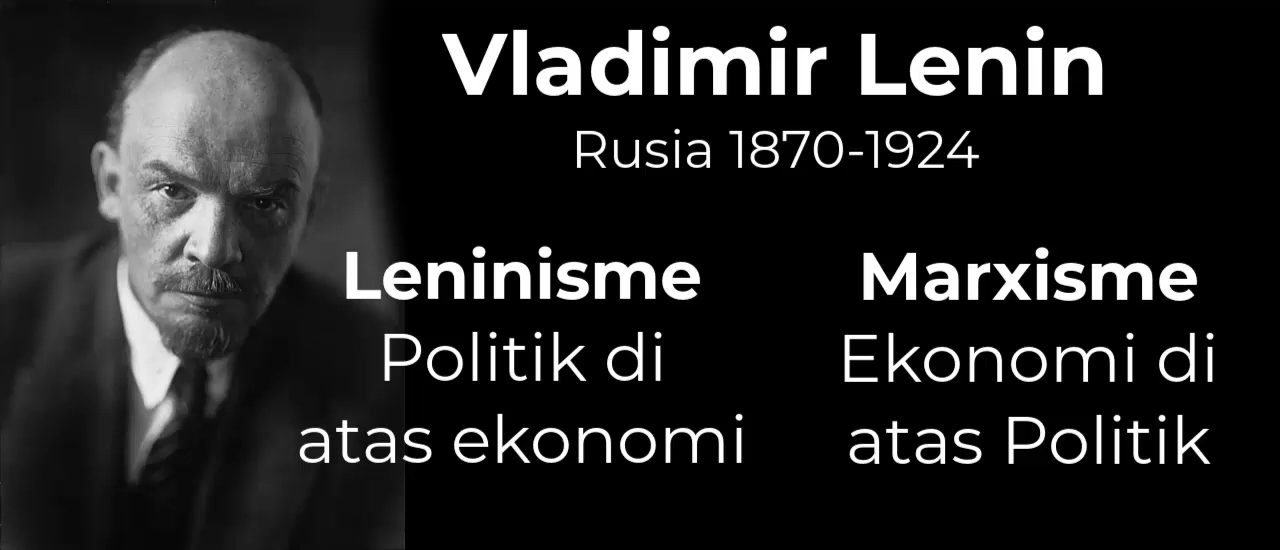 Vladimir Lenin
Rusia 1870-1924
Leninisme
Politik di
atas ekonomi
Marxisme
Ekonomi di
atas Politik